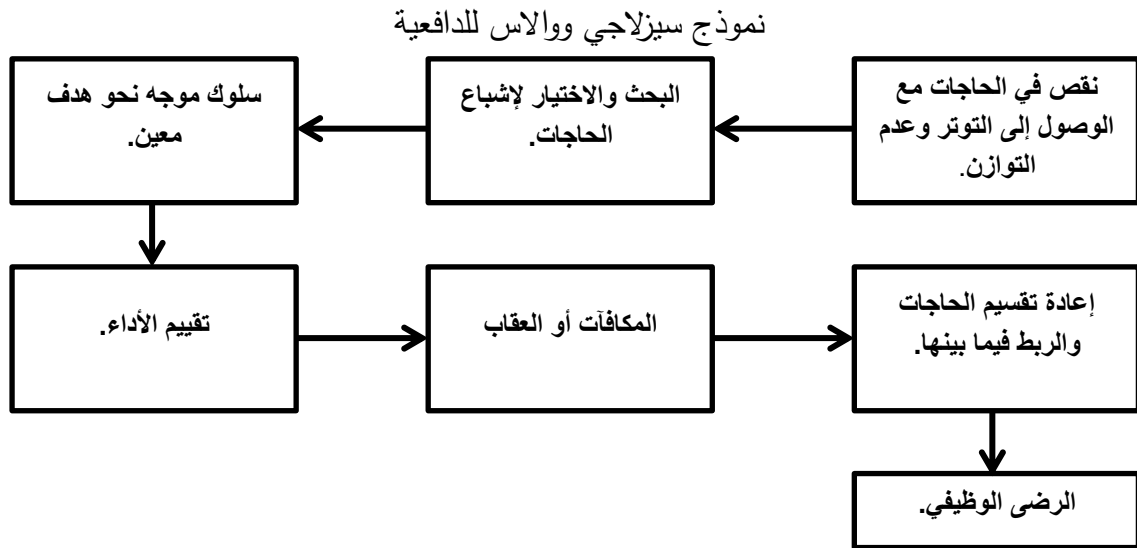 نموذج سيزلاجي ووالاس للدافعية
نقص في الحاجات مع
الوصول إلى التوتر وعدم
التوازن.
البحث والاختيار لإشباع
الحاجات.
سلوك موجه نحو هدف
معين.
تقييم الأداء.
المكافآت أو العقاب
إعادة تقسيم الحاجات
والربط فيما بينها.
الرضى الوظيفي.